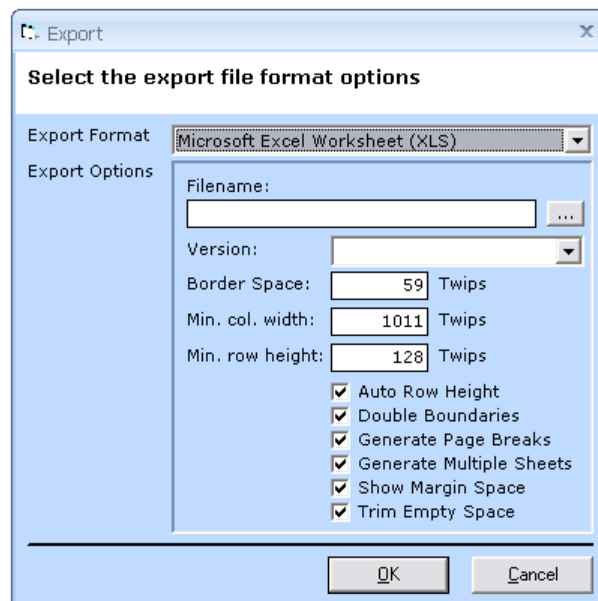 Export
Select the export file format options
Export Format
Microsoft Excel Worksheet (XLS)
Export Options
Filename:
...
Version:
Border Space: 59 Twips
Min. col. width: 1011 Twips
Min. row height: 128 Twips
Auto Row Height
Double Boundaries
Generate Page Breaks
Generate Multiple Sheets
Show Margin Space
Trim Empty Space
OK Cancel